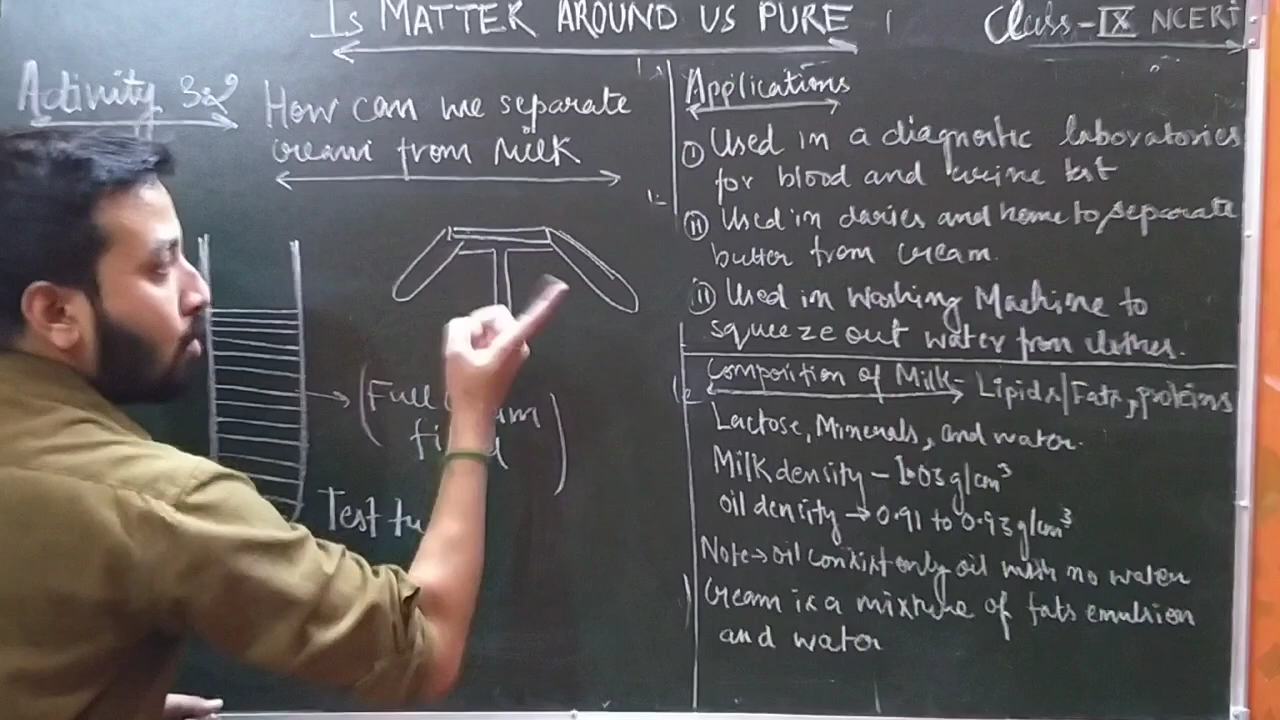 Is MATTER AROUND US PURE
Class-IX NCERT
Activity 3.2
How can we separate
cream from Milk
(Full
Test tu
Applications
I Used in a diagnostic laboratories
for blood and urine test
II Used in daries and home to separate
butter from cream.
II Used in Washing Machine to
squeeze out water from clothes.
Composition of Milk- Lipids/Fats, proteins
Lactose, Minerals, and water.
Milk density - 1.03 g/cm³
oil density → 0.91 to 0.93 g/cm³
Note → oil consist only oil with no water
Cream is a mixture of fats emulsion
and water